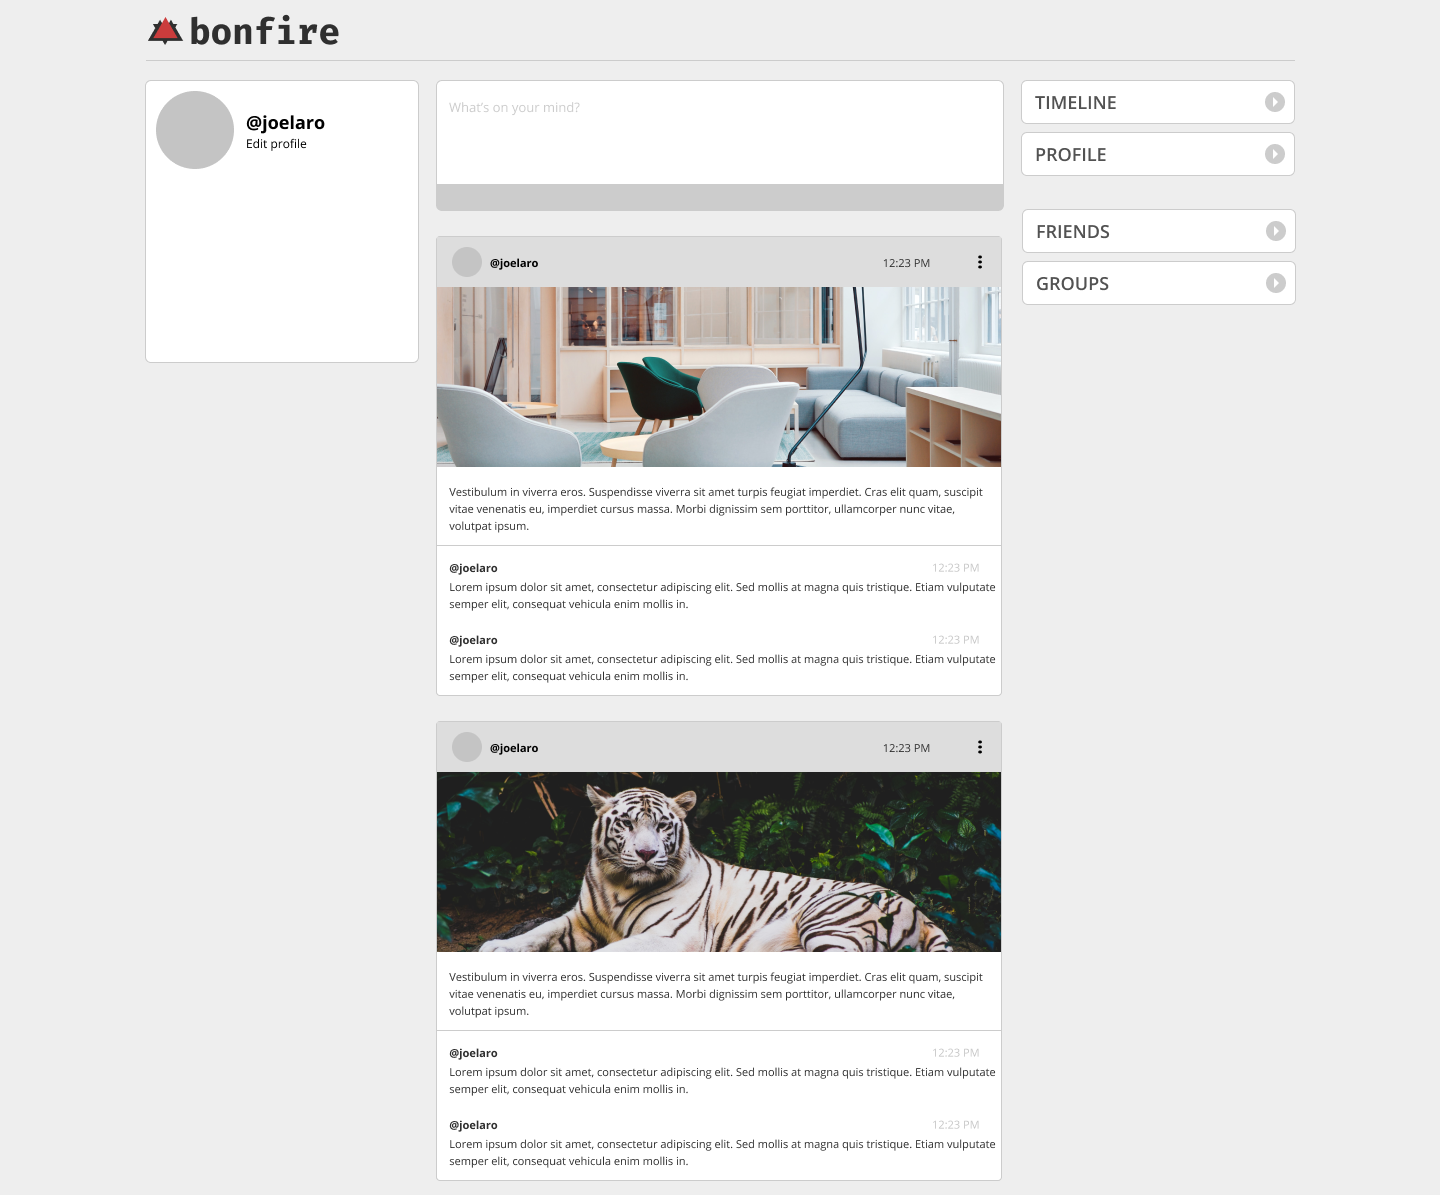 bonfire
@joelaro
Edit profile
What's on your mind?
TIMELINE
PROFILE
FRIENDS
GROUPS
@joelaro 12:23 PM
Vestibulum in viverra eros. Suspendisse viverra sit amet turpis feugiat imperdiet. Cras elit quam, suscipit
vitae venenatis eu, imperdiet cursus massa. Morbi dignissim sem porttitor, ullamcorper nunc vitae,
volutpat ipsum.
@joelaro 12:23 PM
Lorem ipsum dolor sit amet, consectetur adipiscing elit. Sed mollis at magna quis tristique. Etiam vulputate
semper elit, consequat vehicula enim mollis in.
@joelaro 12:23 PM
Lorem ipsum dolor sit amet, consectetur adipiscing elit. Sed mollis at magna quis tristique. Etiam vulputate
semper elit, consequat vehicula enim mollis in.
@joelaro 12:23 PM
Vestibulum in viverra eros. Suspendisse viverra sit amet turpis feugiat imperdiet. Cras elit quam, suscipit
vitae venenatis eu, imperdiet cursus massa. Morbi dignissim sem porttitor, ullamcorper nunc vitae,
volutpat ipsum.
@joelaro 12:23 PM
Lorem ipsum dolor sit amet, consectetur adipiscing elit. Sed mollis at magna quis tristique. Etiam vulputate
semper elit, consequat vehicula enim mollis in.
@joelaro 12:23 PM
Lorem ipsum dolor sit amet, consectetur adipiscing elit. Sed mollis at magna quis tristique. Etiam vulputate
semper elit, consequat vehicula enim mollis in.